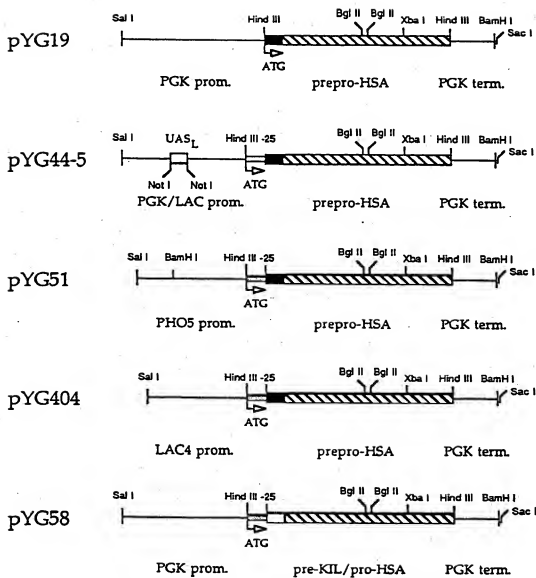 Sal I Hind III Bgl II Bgl II Xba I Hind III BamH I Sac I
pYG19
ATG
PGK prom. prepro-HSA PGK term.
Sal I UASL Hind III -25 Bgl II Bgl II Xba I Hind III BamH I Sac I
pYG44-5
Not I Not I ATG
PGK/LAC prom. prepro-HSA PGK term.
Sal I BamH I Hind III -25 Bgl II Bgl II Xba I Hind III BamH I Sac I
pYG51
ATG
PHO5 prom. prepro-HSA PGK term.
Sal I Hind III -25 Bgl II Bgl II Xba I Hind III BamH I Sac I
pYG404
ATG
LAC4 prom. prepro-HSA PGK term.
Sal I Hind III -25 Bgl II Bgl II Xba I Hind III BamH I Sac I
pYG58
ATG
PGK prom. pre-KIL/pro-HSA PGK term.